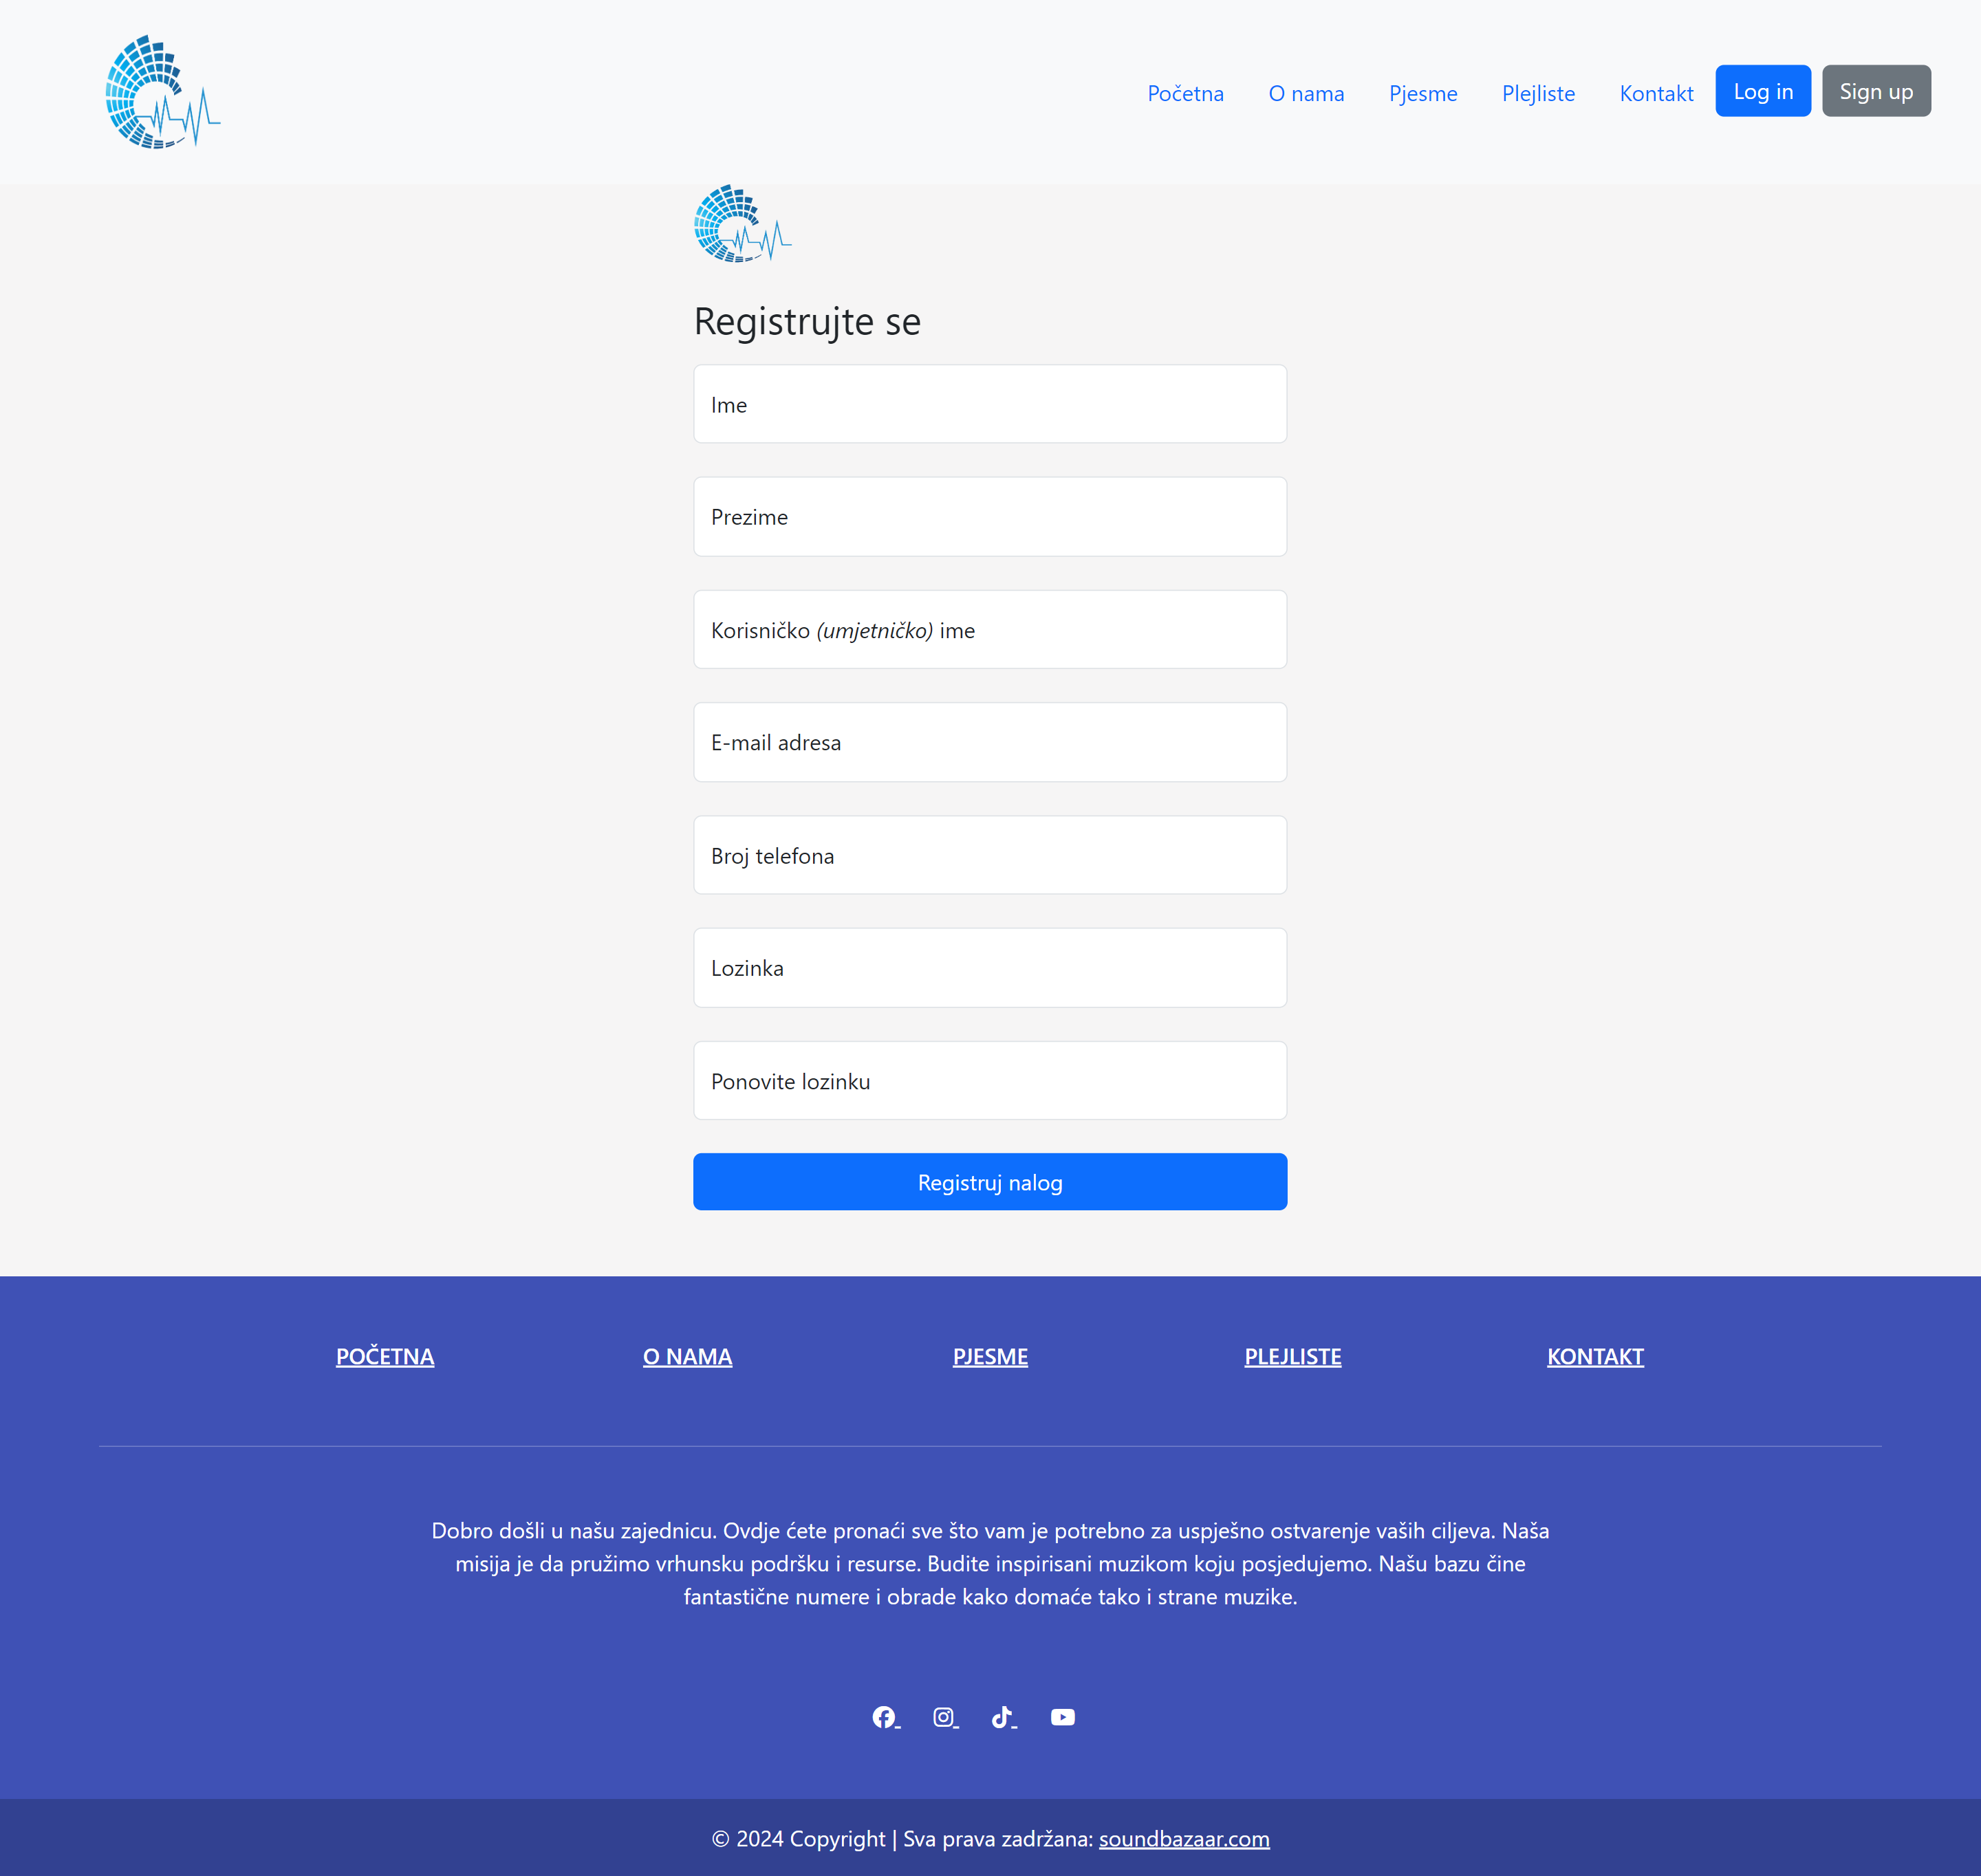 Početna O nama Pjesme Plejliste Kontakt Log in Sign up
Registrujte se
Ime
Prezime
Korisničko (umjetničko) ime
E-mail adresa
Broj telefona
Lozinka
Ponovite lozinku
Registruj nalog
POČETNA O NAMA PJESME PLEJLISTE KONTAKT
Dobro došli u našu zajednicu. Ovdje ćete pronaći sve što vam je potrebno za uspješno ostvarenje vaših ciljeva. Naša
misija je da pružimo vrhunsku podršku i resurse. Budite inspirisani muzikom koju posjedujemo. Našu bazu čine
fantastične numere i obrade kako domaće tako i strane muzike.
© 2024 Copyright | Sva prava zadržana: soundbazaar.com